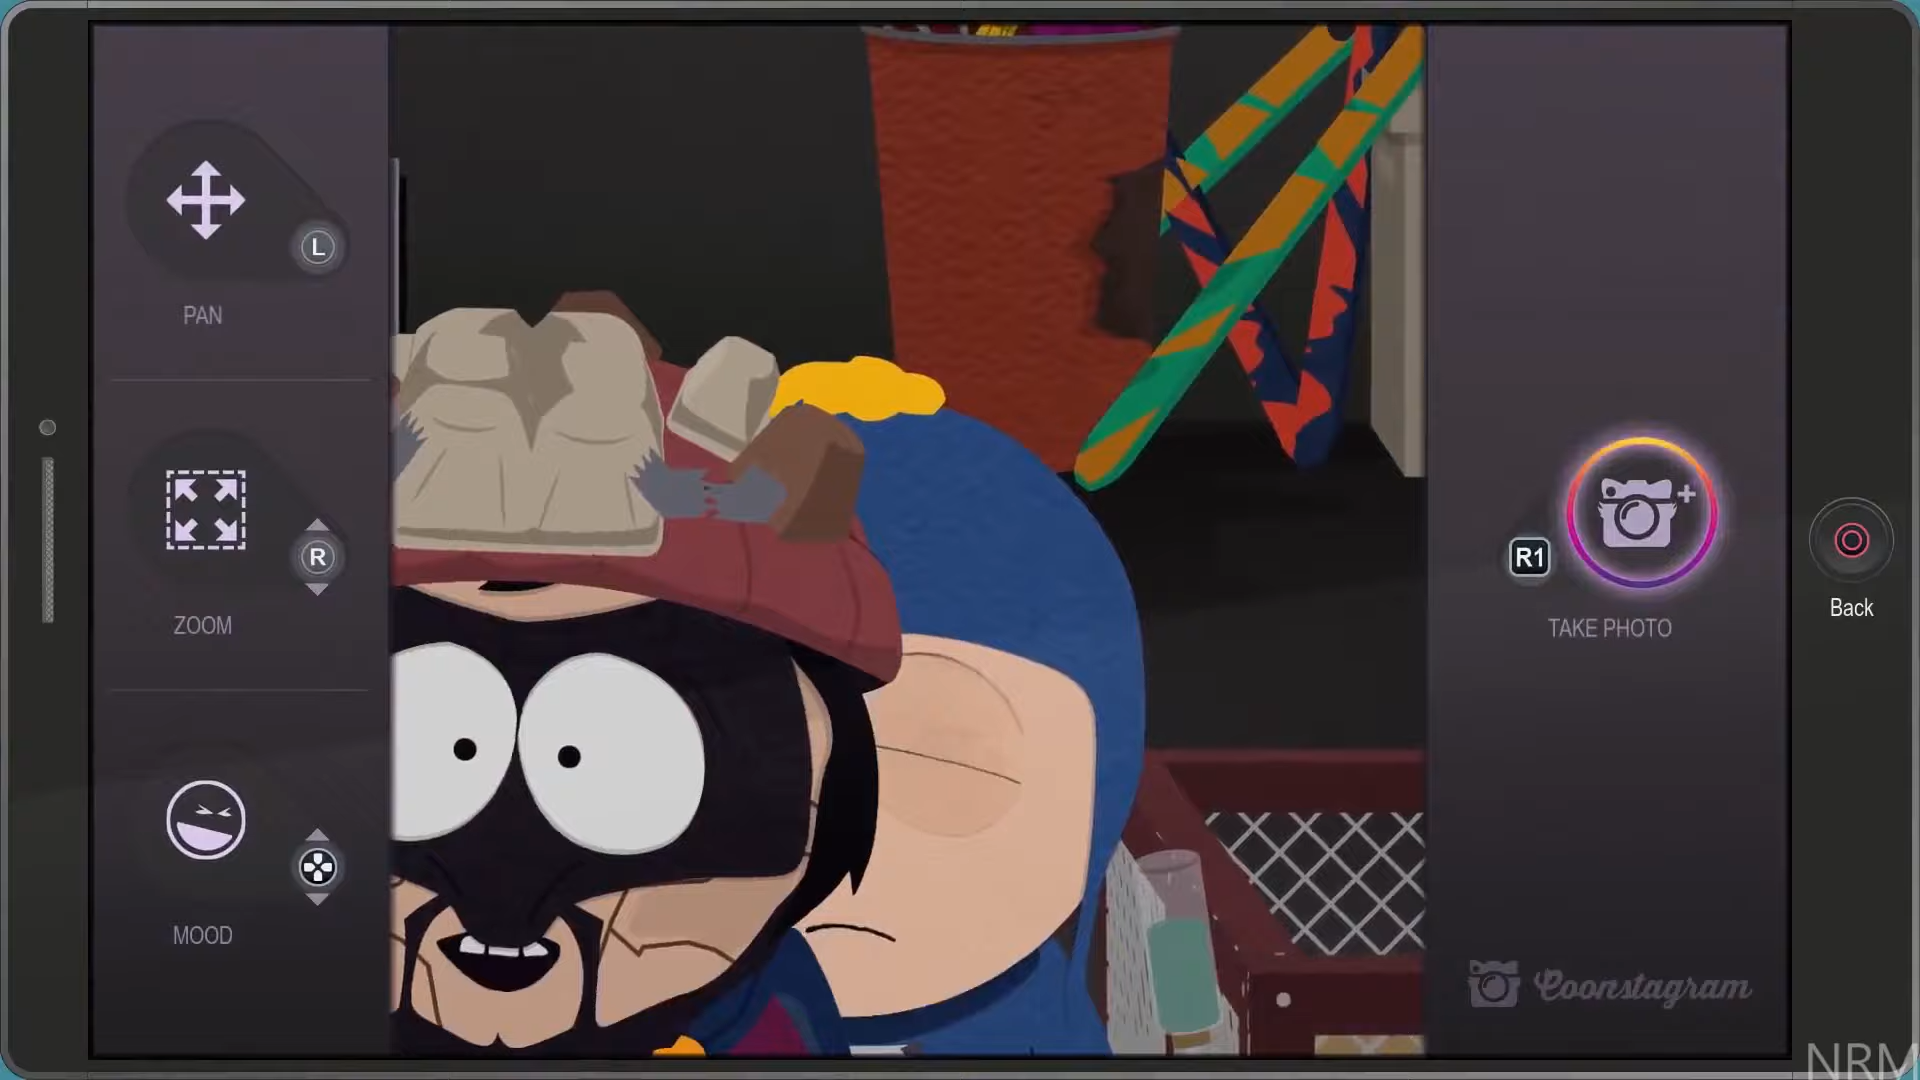 L
PAN
R
ZOOM
MOOD
R1
TAKE PHOTO
Back
Coonstagram
NRM